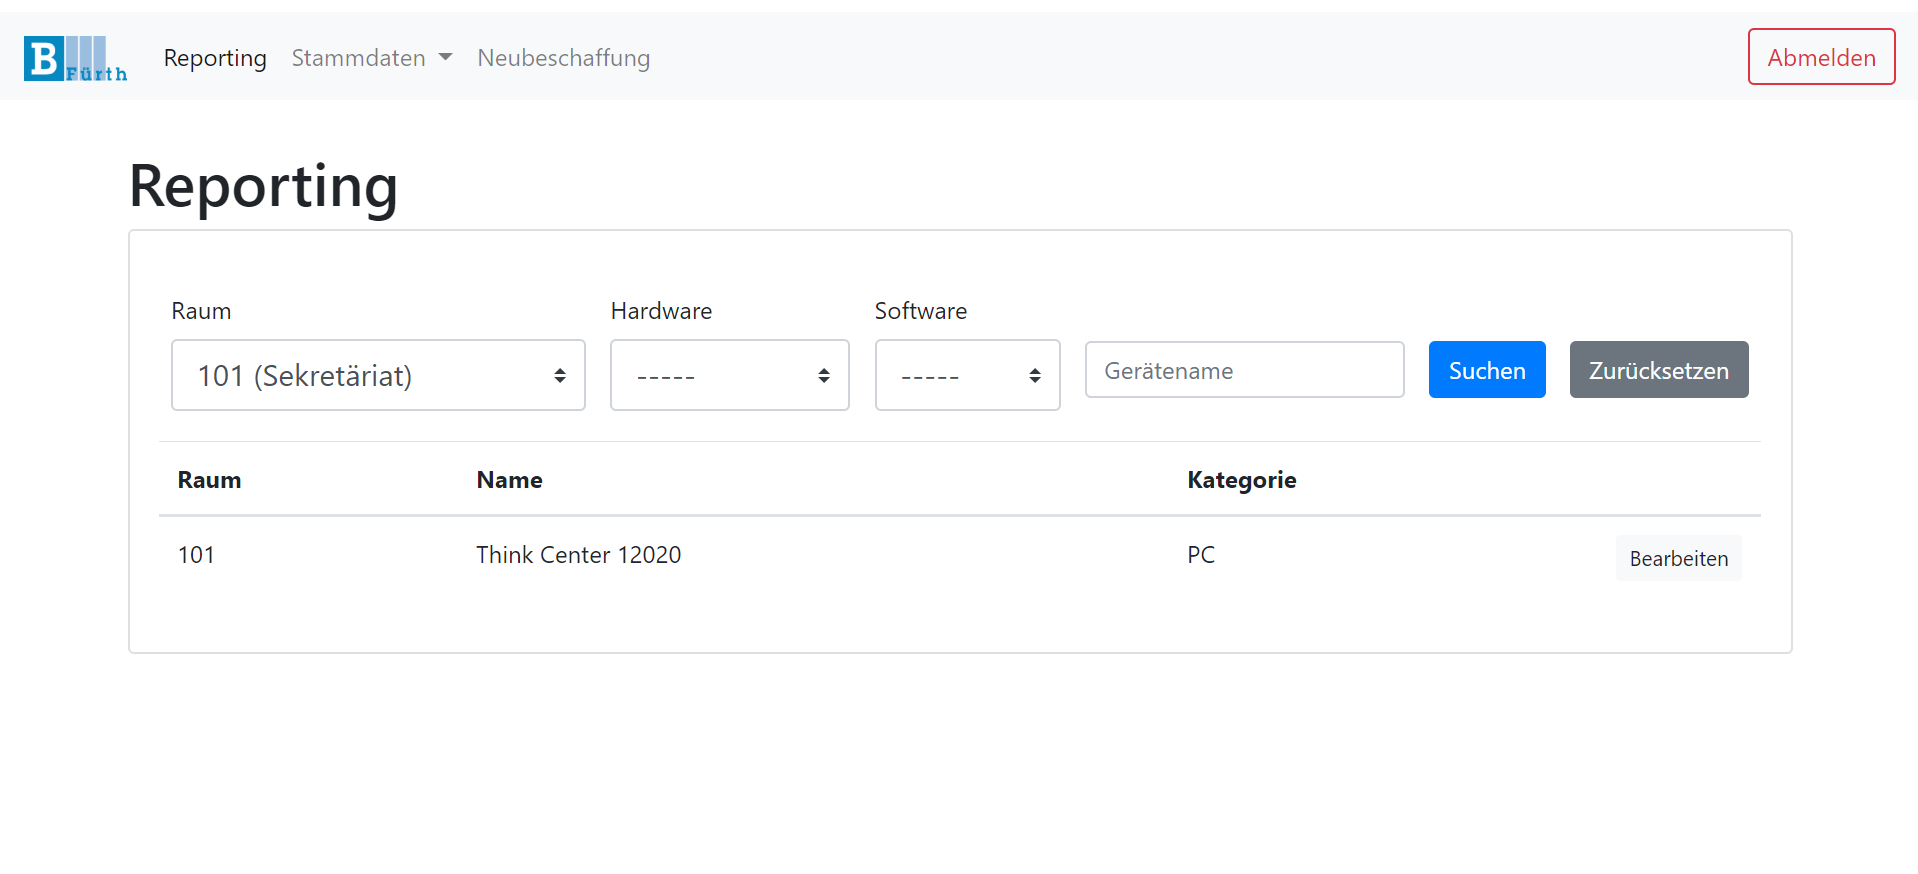 B Fürth Reporting Stammdaten Neubeschaffung Abmelden
Reporting
Raum Hardware Software
101 (Sekretäriat) ----- ----- Gerätename Suchen Zurücksetzen
Raum Name Kategorie
101 Think Center 12020 PC Bearbeiten